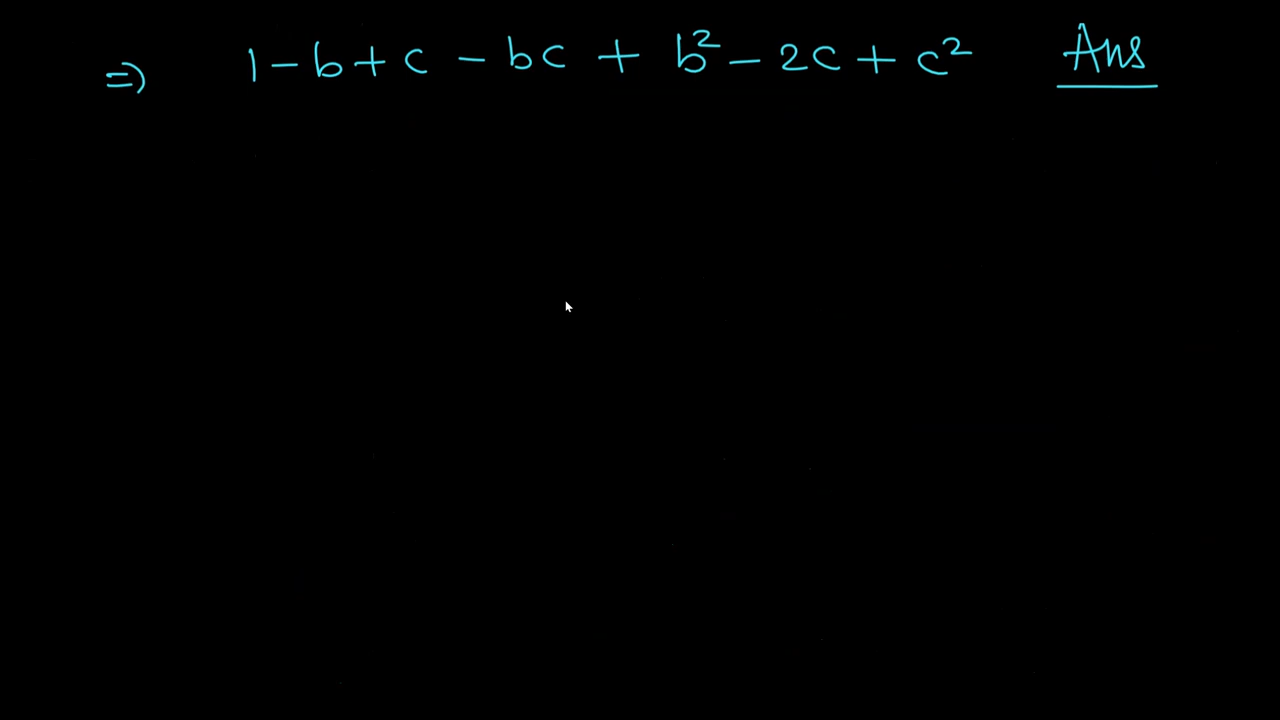 => 1 - b + c - bc + b² - 2c + c² Ans